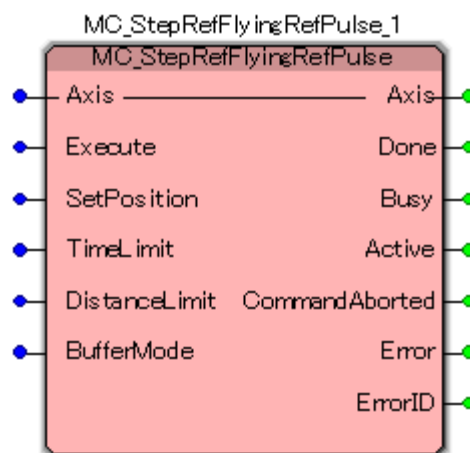 MC_StepRefFlyingRefPulse_1
MC_StepRefFlyingRefPulse
Axis Axis
Execute Done
SetPosition Busy
TimeLimit Active
DistanceLimit CommandAborted
BufferMode Error
ErrorID